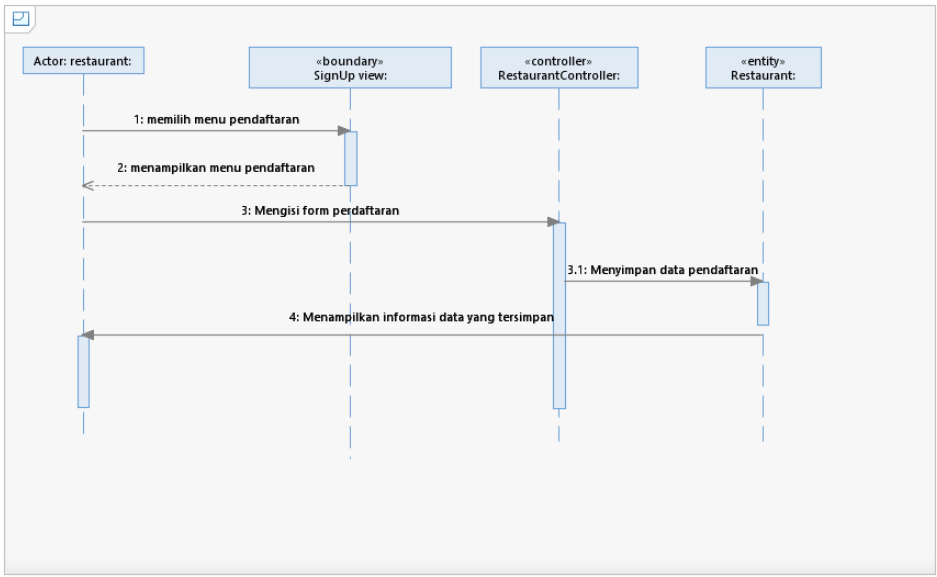 Actor: restaurant:
«boundary»
SignUp view:
«controller»
RestaurantController:
«entity»
Restaurant:
1: memilih menu pendaftaran
2: menampilkan menu pendaftaran
3: Mengisi form perdaftaran
3.1: Menyimpan data pendaftaran
4: Menampilkan informasi data yang tersimpan